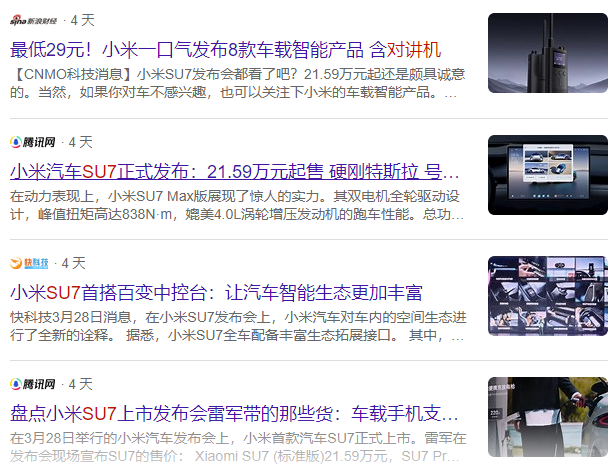 sina新浪财经 · 4 天
最低29元！小米一口气发布8款车载智能产品 含对讲机
【CNMO科技消息】小米SU7发布会都看了吧？21.59万元起还是颇具诚意
的。当然，如果你对车不感兴趣，也可以关注下小米的车载智能产品。…
腾讯网 · 4 天
小米汽车SU7正式发布：21.59万元起售 硬刚特斯拉 号…
在动力表现上，小米SU7 Max版展现了惊人的实力。其双电机全轮驱动设
计，峰值扭矩高达838N·m，媲美4.0L涡轮增压发动机的跑车性能。总功…
快科技 · 4 天
小米SU7首搭百变中控台：让汽车智能生态更加丰富
快科技3月28日消息，在小米SU7发布会上，小米汽车对车内的空间生态进
行了全新的诠释。 据悉，小米SU7全车配备丰富生态拓展接口。 其中，…
腾讯网 · 4 天
盘点小米SU7上市发布会雷军带的那些货：车载手机支…
在3月28日举行的小米汽车发布会上，小米首款汽车SU7正式上市。雷军在
发布会现场宣布SU7的售价： Xiaomi SU7 (标准版)21.59万元，SU7 Pr…
220